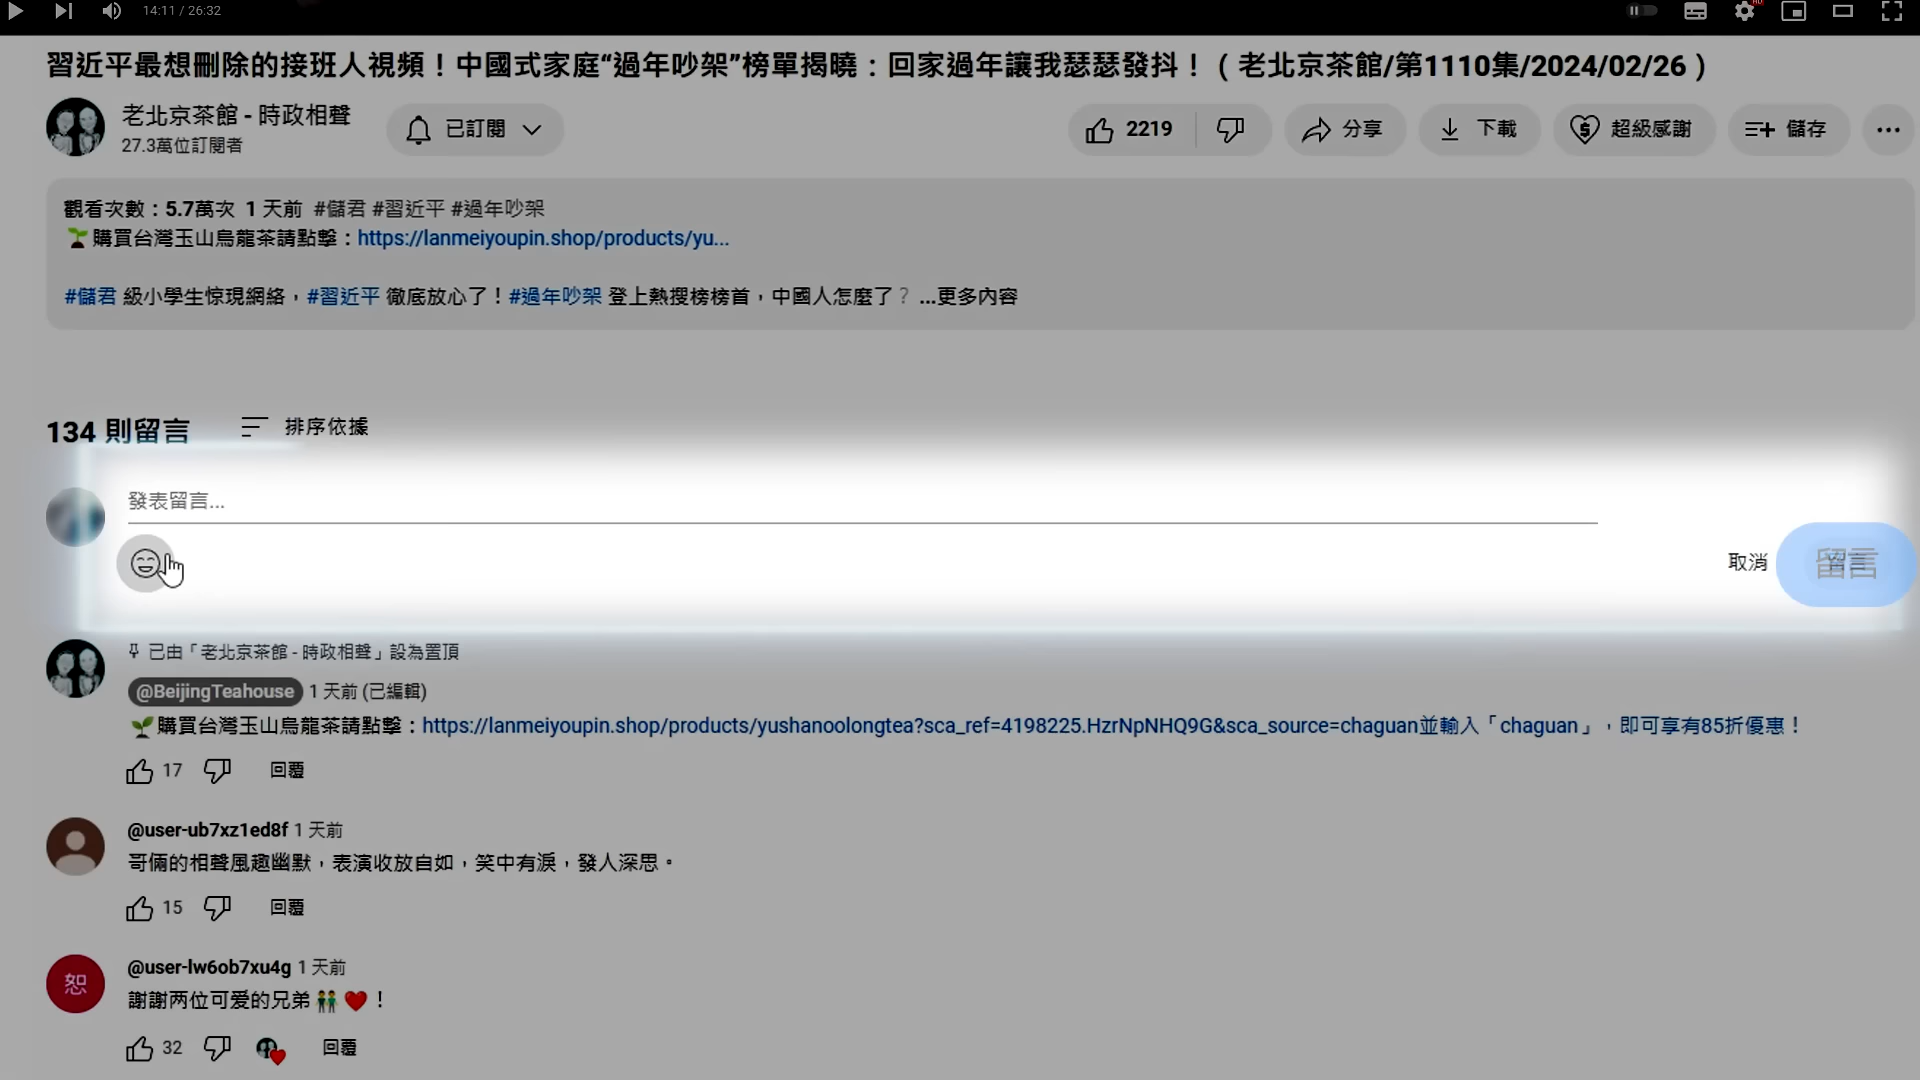 14:11 / 26:32
習近平最想刪除的接班人視頻！中國式家庭“過年吵架”榜單揭曉：回家過年讓我瑟瑟發抖！（老北京茶館/第1110集/2024/02/26）
老北京茶館 - 時政相聲
27.3萬位訂閱者
已訂閱
2219
分享
下載
超級感謝
儲存
觀看次數：5.7萬次 1 天前 #儲君 #習近平 #過年吵架
購買台灣玉山烏龍茶請點擊：https://lanmeiyoupin.shop/products/yu...
#儲君 級小學生惊現網絡，#習近平 徹底放心了！#過年吵架 登上熱搜榜榜首，中國人怎麼了？ ...更多內容
134 則留言
排序依據
發表留言...
取消
留言
已由「老北京茶館 - 時政相聲」設為置頂
@BeijingTeahouse 1 天前 (已編輯)
購買台灣玉山烏龍茶請點擊：https://lanmeiyoupin.shop/products/yushanoolongtea?sca_ref=4198225.HzrNpNHQ9G&sca_source=chaguan並輸入「chaguan」，即可享有85折優惠！
17
回覆
@user-ub7xz1ed8f 1 天前
哥倆的相聲風趣幽默，表演收放自如，笑中有淚，發人深思。
15
回覆
恕
@user-lw6ob7xu4g 1 天前
謝謝两位可爱的兄弟👬❤️！
32
回覆